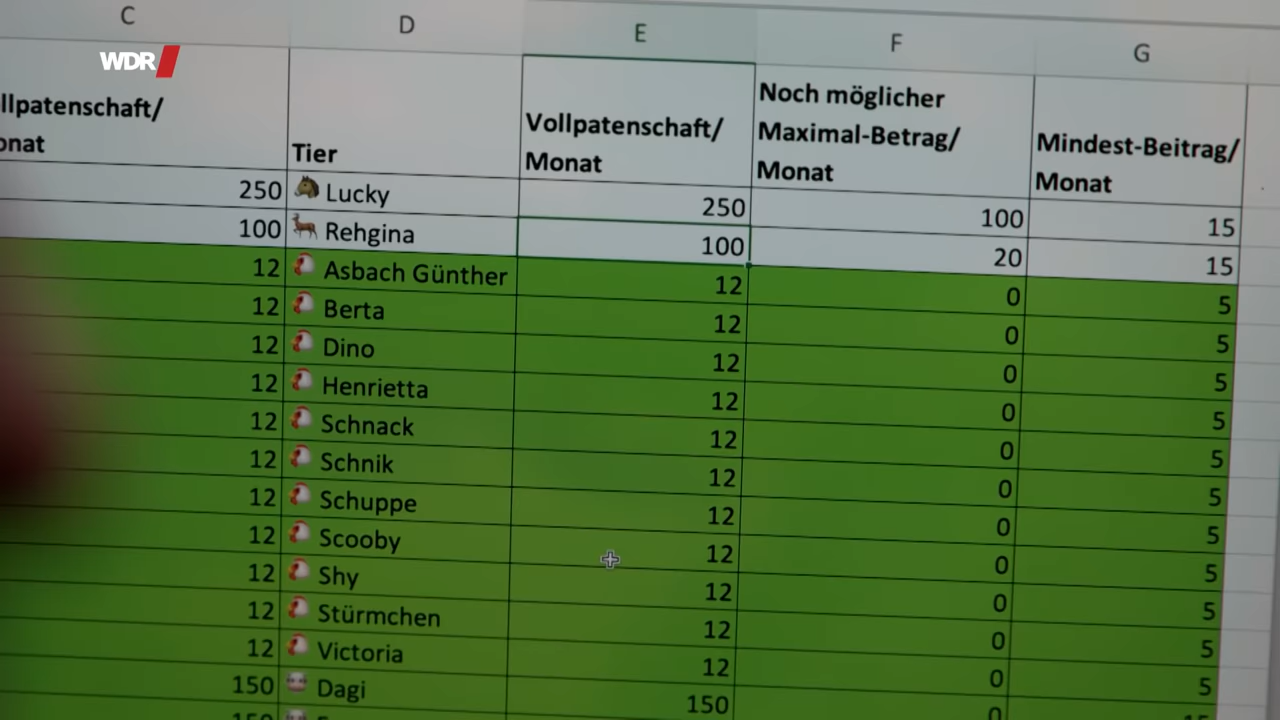 C D E F G
WDR
llpatenschaft/
onat
Tier
Vollpatenschaft/
Monat
Noch möglicher
Maximal-Betrag/
Monat
Mindest-Beitrag/
Monat
250 Lucky 250 100 15
100 Rehgina 100 20 15
12 Asbach Günther 12 0 5
12 Berta 12 0 5
12 Dino 12 0 5
12 Henrietta 12 0 5
12 Schnack 12 0 5
12 Schnik 12 0 5
12 Schuppe 12 0 5
12 Scooby 12 0 5
12 Shy 12 0 5
12 Stürmchen 12 0 5
12 Victoria 12 0 5
150 Dagi 150 0